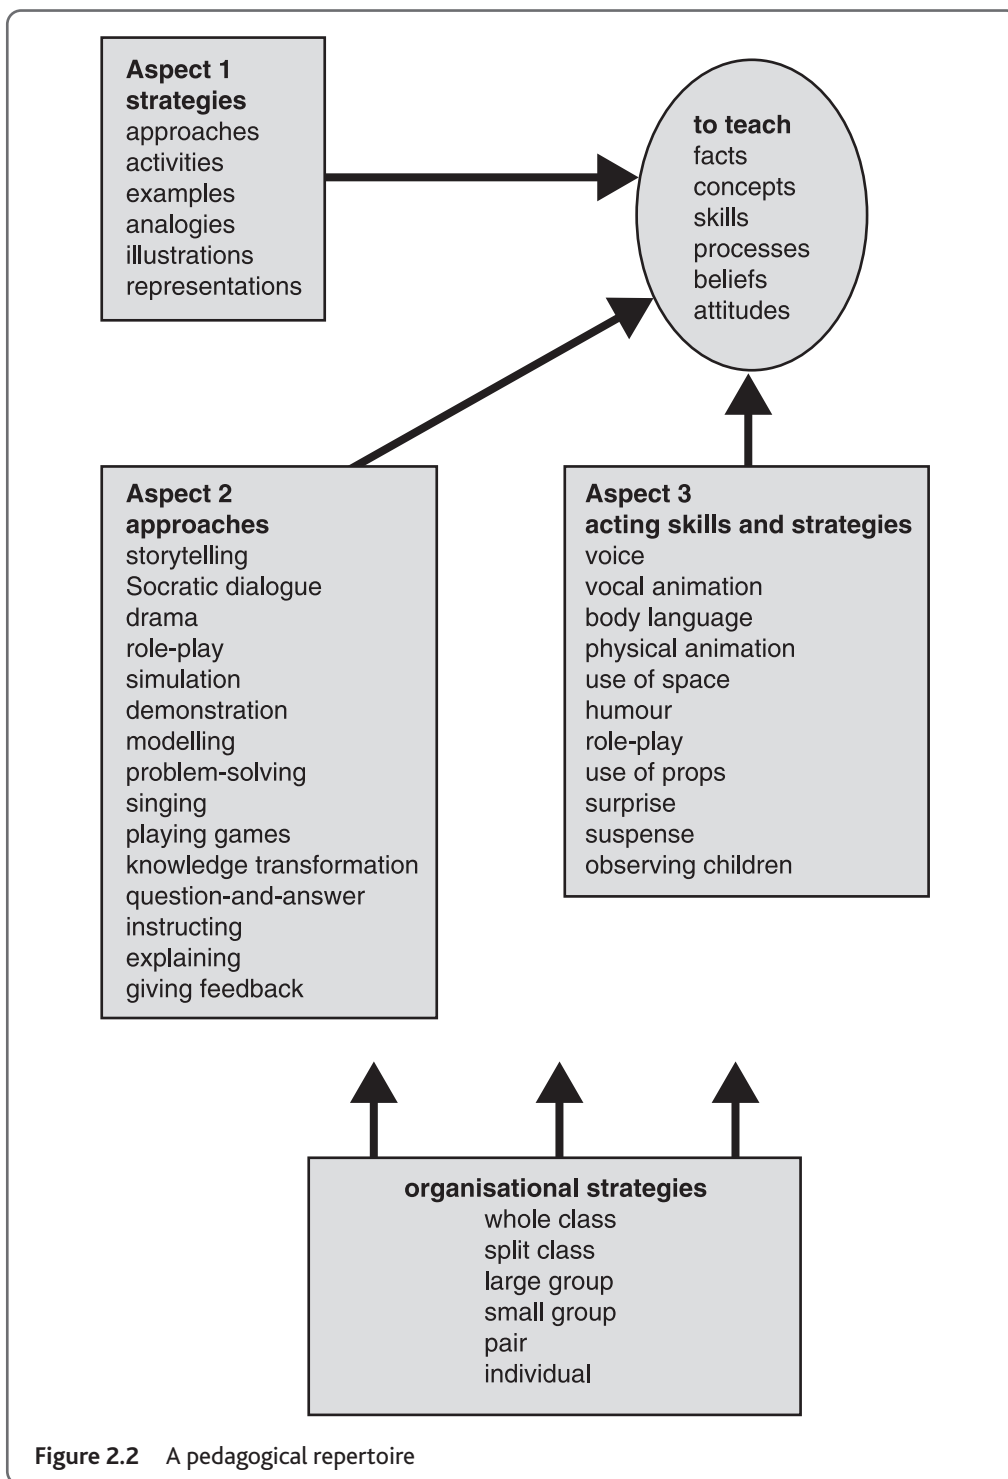 Aspect 1
strategies
approaches
activities
examples
analogies
illustrations
representations
to teach
facts
concepts
skills
processes
beliefs
attitudes
Aspect 2
approaches
storytelling
Socratic dialogue
drama
role-play
simulation
demonstration
modelling
problem-solving
singing
playing games
knowledge transformation
question-and-answer
instructing
explaining
giving feedback
Aspect 3
acting skills and strategies
voice
vocal animation
body language
physical animation
use of space
humour
role-play
use of props
surprise
suspense
observing children
organisational strategies
whole class
split class
large group
small group
pair
individual
Figure 2.2 A pedagogical repertoire